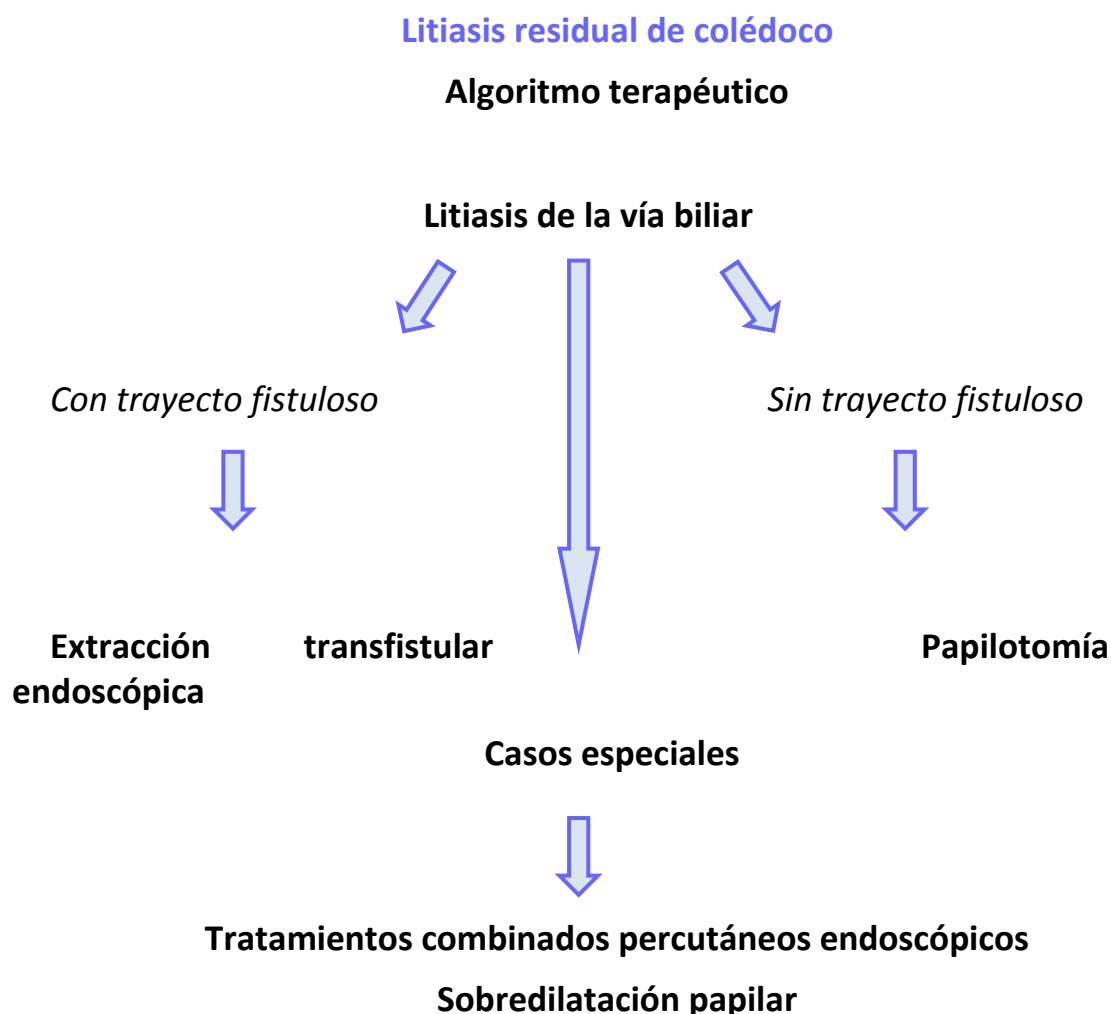 Litiasis residual de colédoco
Algoritmo terapéutico
Litiasis de la vía biliar
Con trayecto fistuloso
Sin trayecto fistuloso
Extracción transfistular Papilotomía
endoscópica
Casos especiales
Tratamientos combinados percutáneos endoscópicos
Sobredilatación papilar